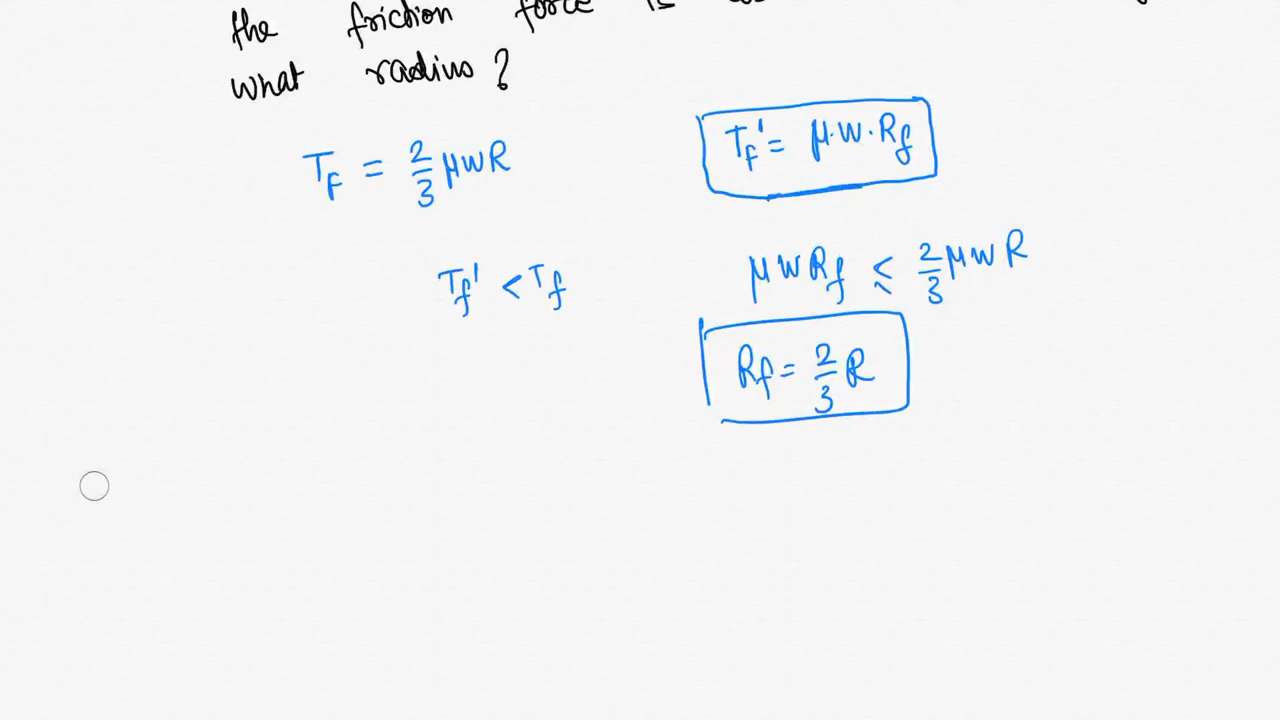 the friction force is
what radius?
T_f = 2/3 μWR
T_f' = μ·W·R_f
T_f' < T_f
μWR_f ≤ 2/3 μWR
R_f = 2/3 R